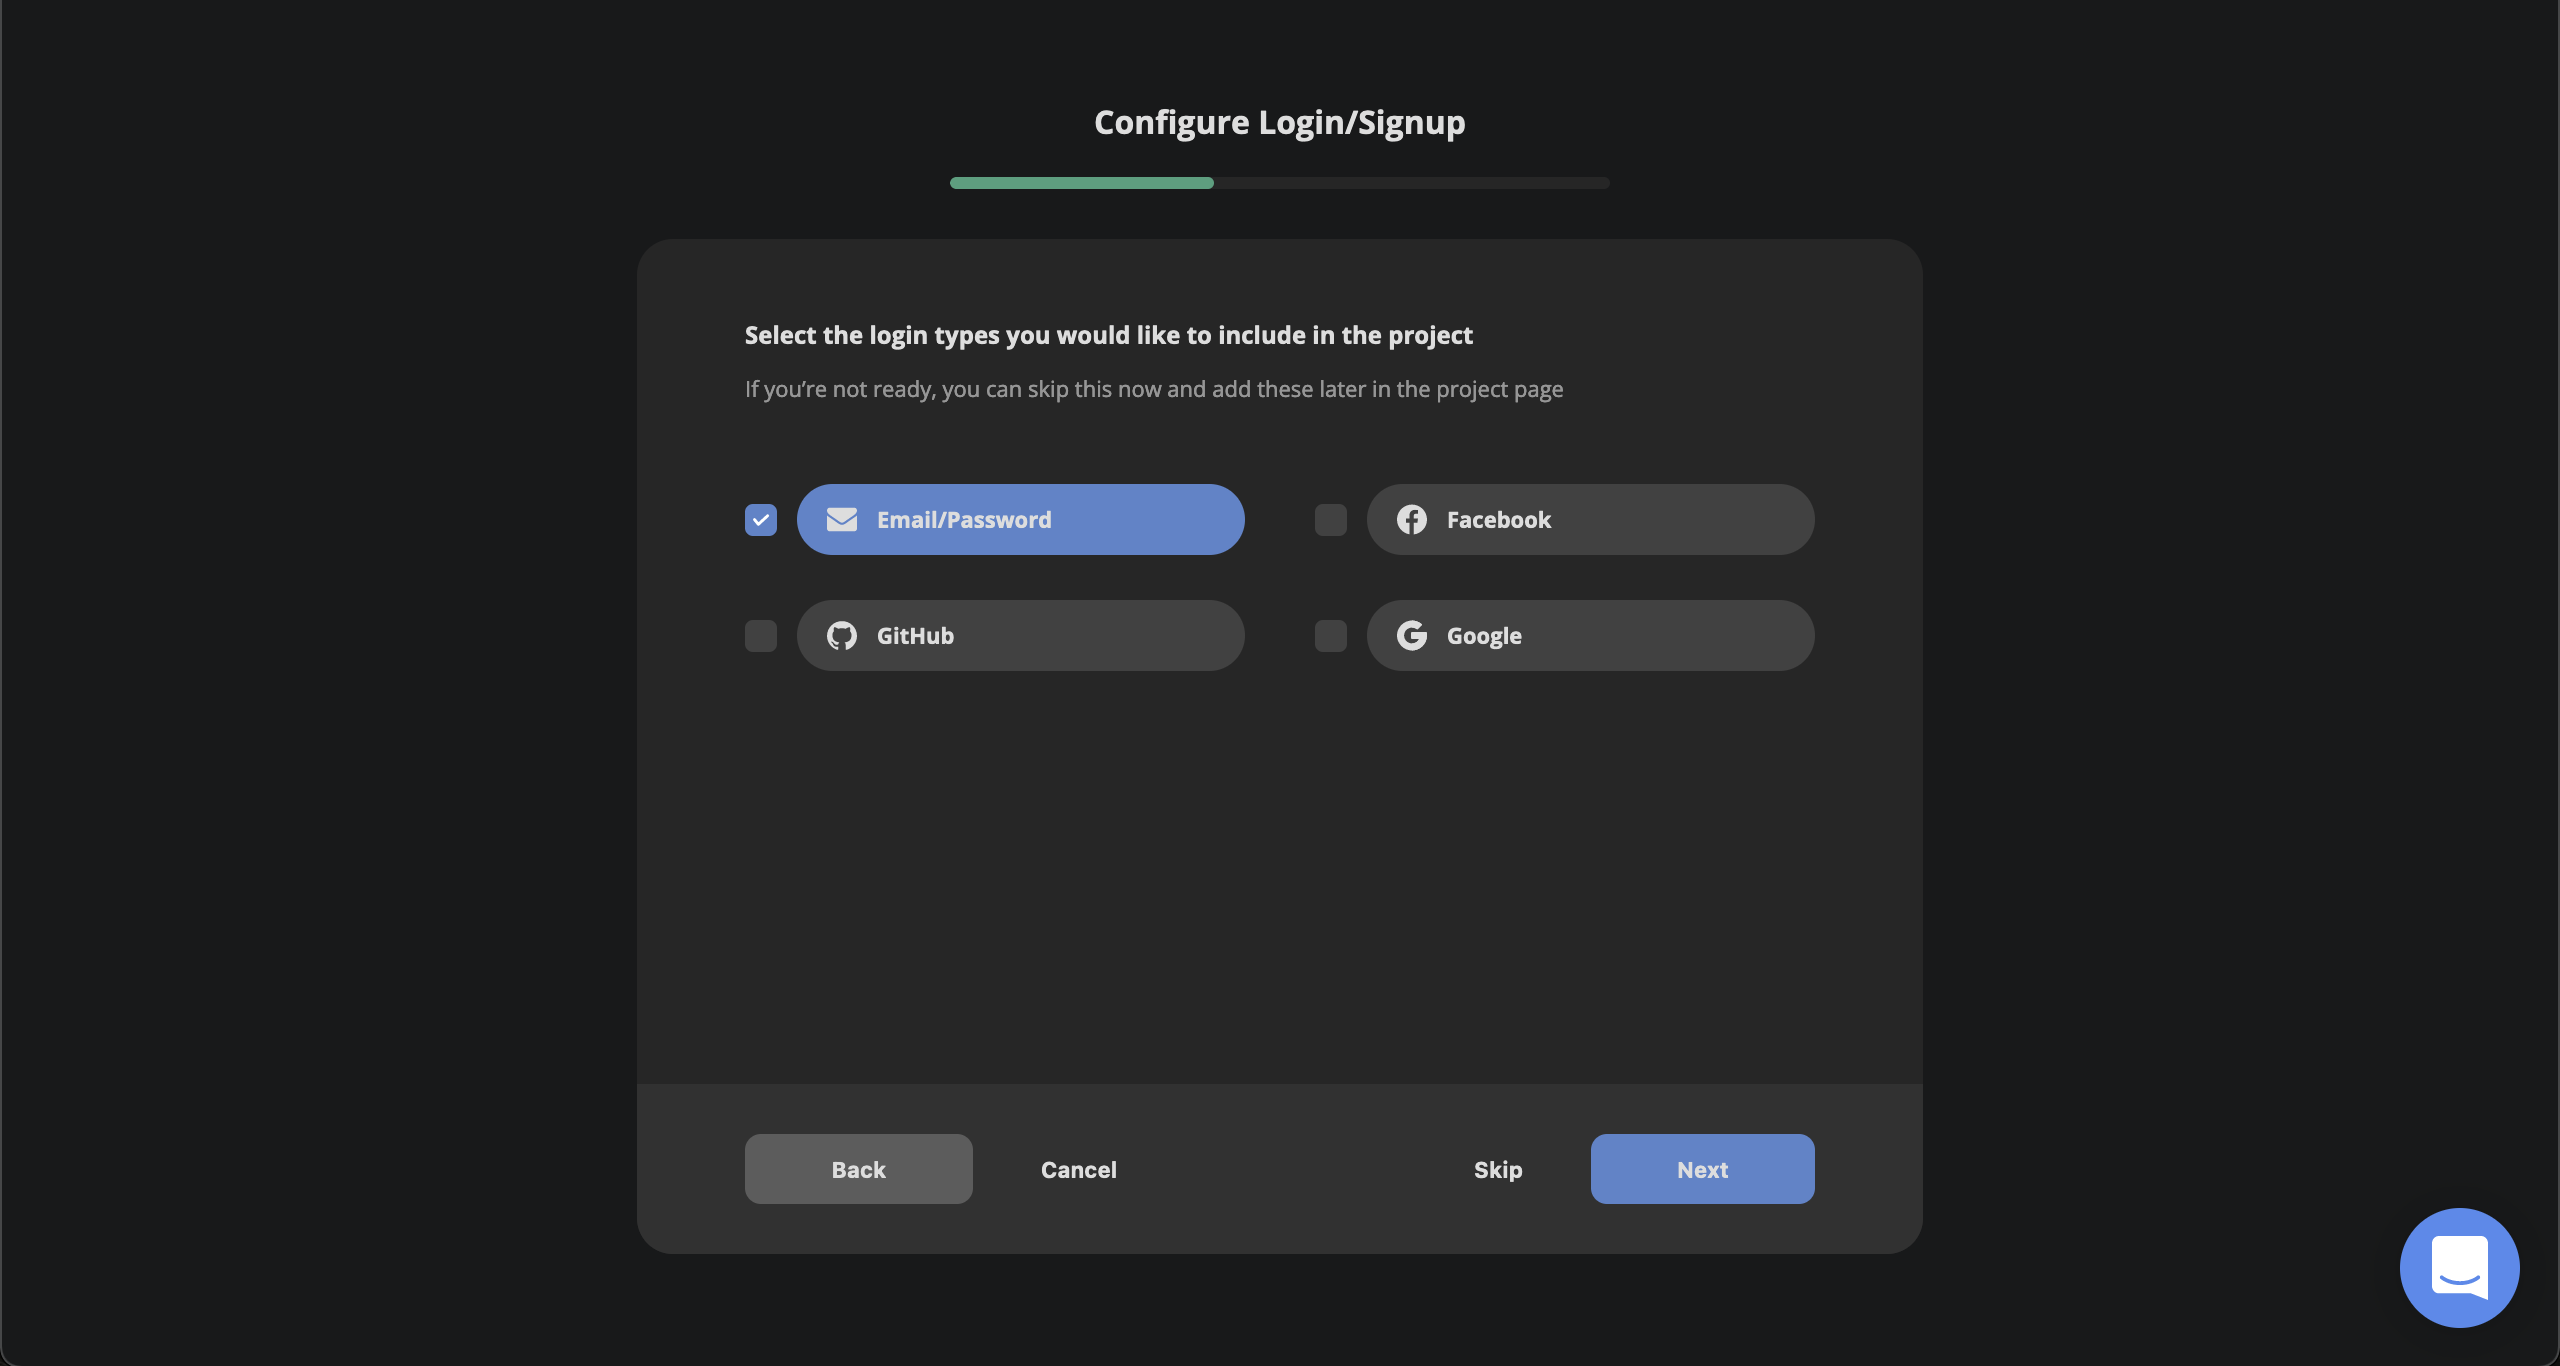 Configure Login/Signup
Select the login types you would like to include in the project
If you’re not ready, you can skip this now and add these later in the project page
Email/Password
Facebook
GitHub
Google
Back
Cancel
Skip
Next